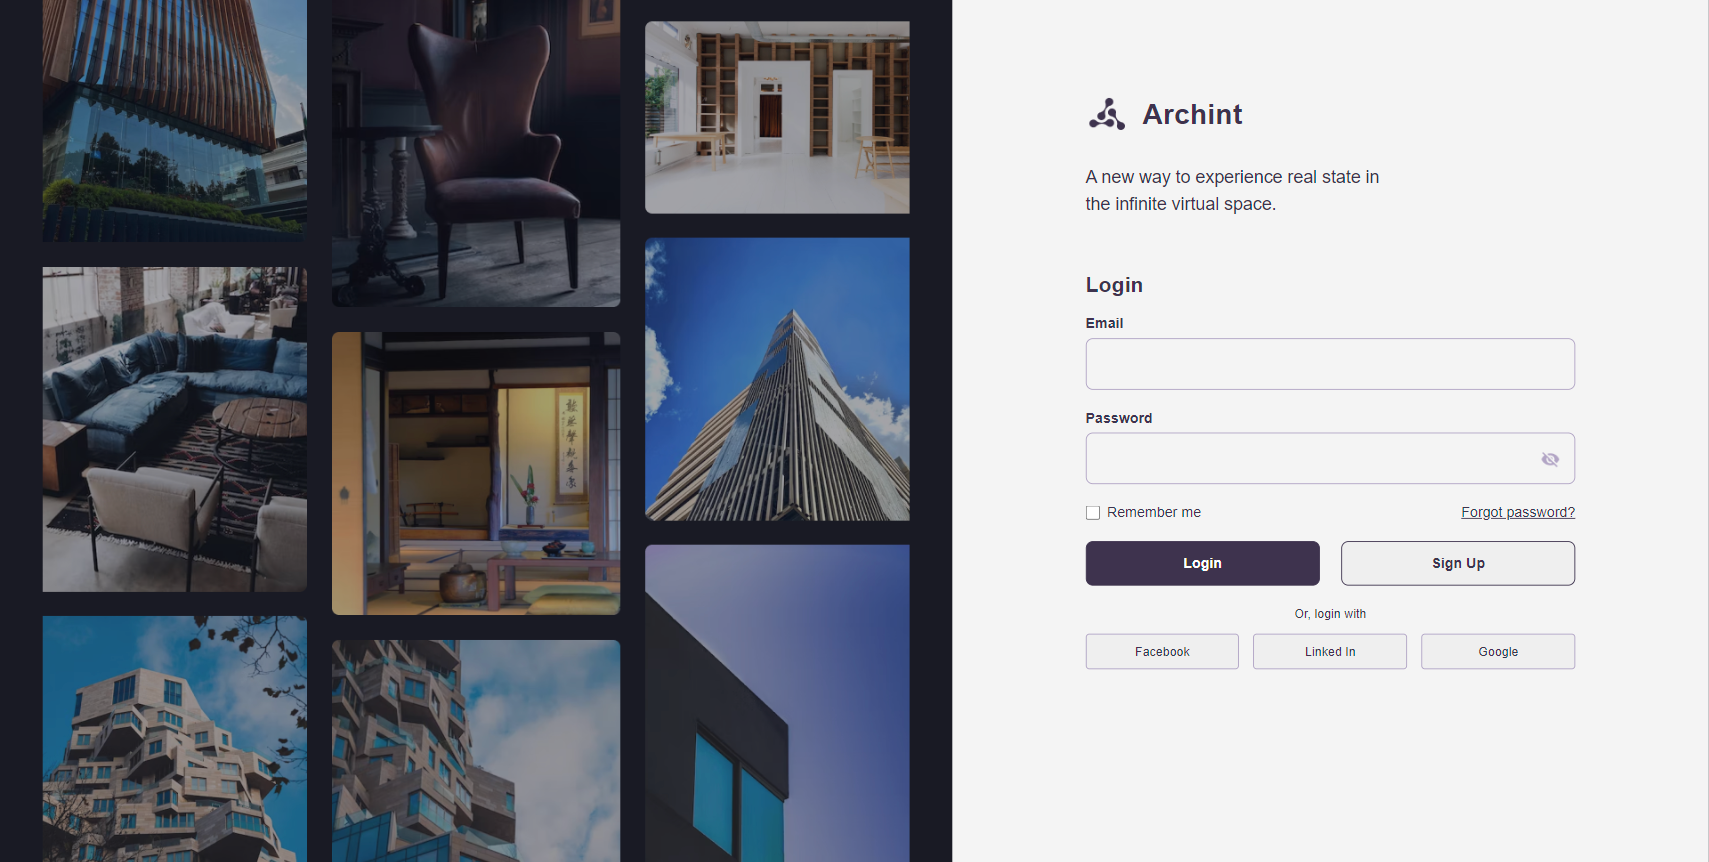 Archint
A new way to experience real state in
the infinite virtual space.
Login
Email
Password
Remember me
Forgot password?
Login
Sign Up
Or, login with
Facebook
Linked In
Google